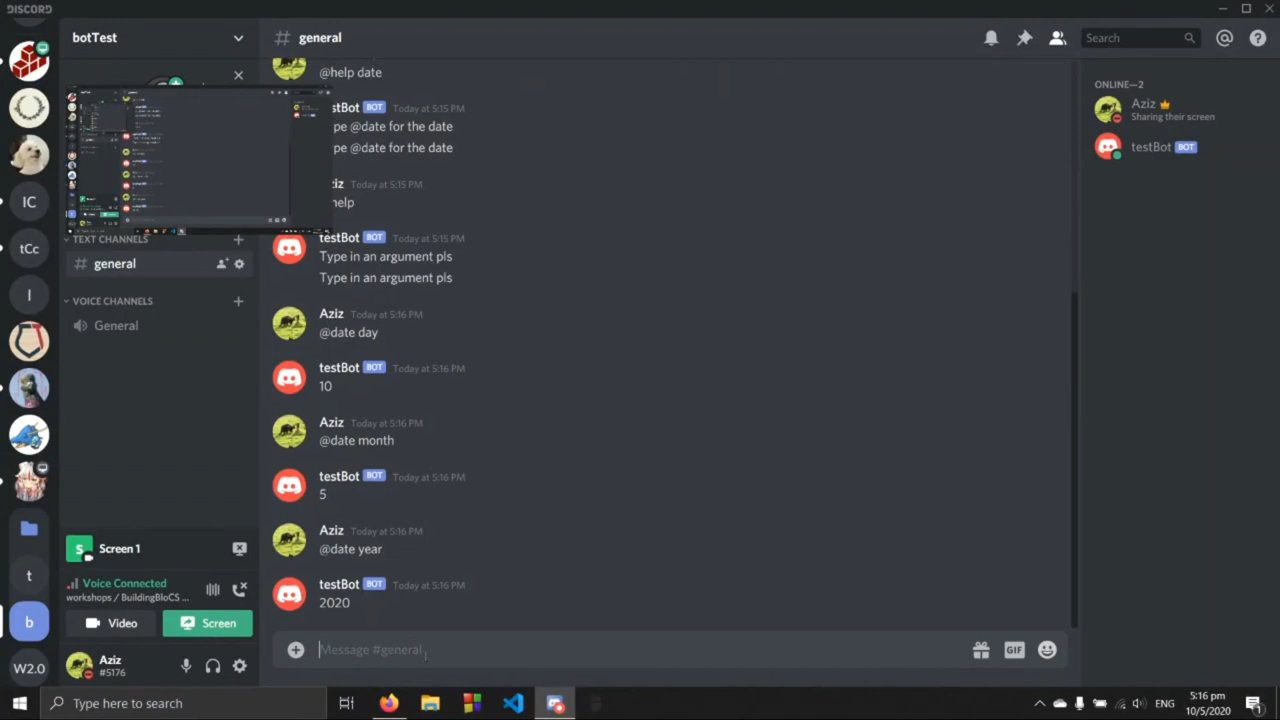 DISCORD
botTest
general
Search
@help date
stBot BOT Today at 5:15 PM
pe @date for the date
pe @date for the date
ziz Today at 5:15 PM
help
testBot BOT Today at 5:15 PM
Type in an argument pls
Type in an argument pls
Aziz Today at 5:16 PM
@date day
testBot BOT Today at 5:16 PM
10
Aziz Today at 5:16 PM
@date month
testBot BOT Today at 5:16 PM
5
Aziz Today at 5:16 PM
@date year
testBot BOT Today at 5:16 PM
2020
Message #general
GIF
ONLINE—2
Aziz
Sharing their screen
testBot BOT
TEXT CHANNELS
general
VOICE CHANNELS
General
S Screen 1
Voice Connected
workshops / BuildingBloCS ...
Video
Screen
Aziz
#5176
IC
tCc
I
t
b
W2.0
Type here to search
ENG
5:16 pm
10/5/2020
1